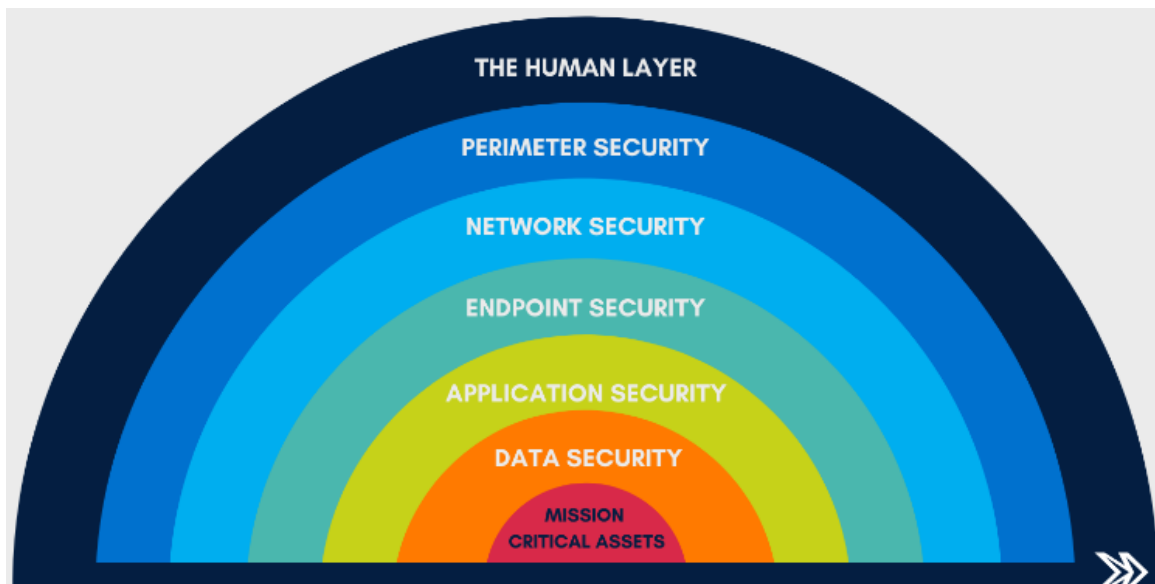 THE HUMAN LAYER
PERIMETER SECURITY
NETWORK SECURITY
ENDPOINT SECURITY
APPLICATION SECURITY
DATA SECURITY
MISSION
CRITICAL ASSETS